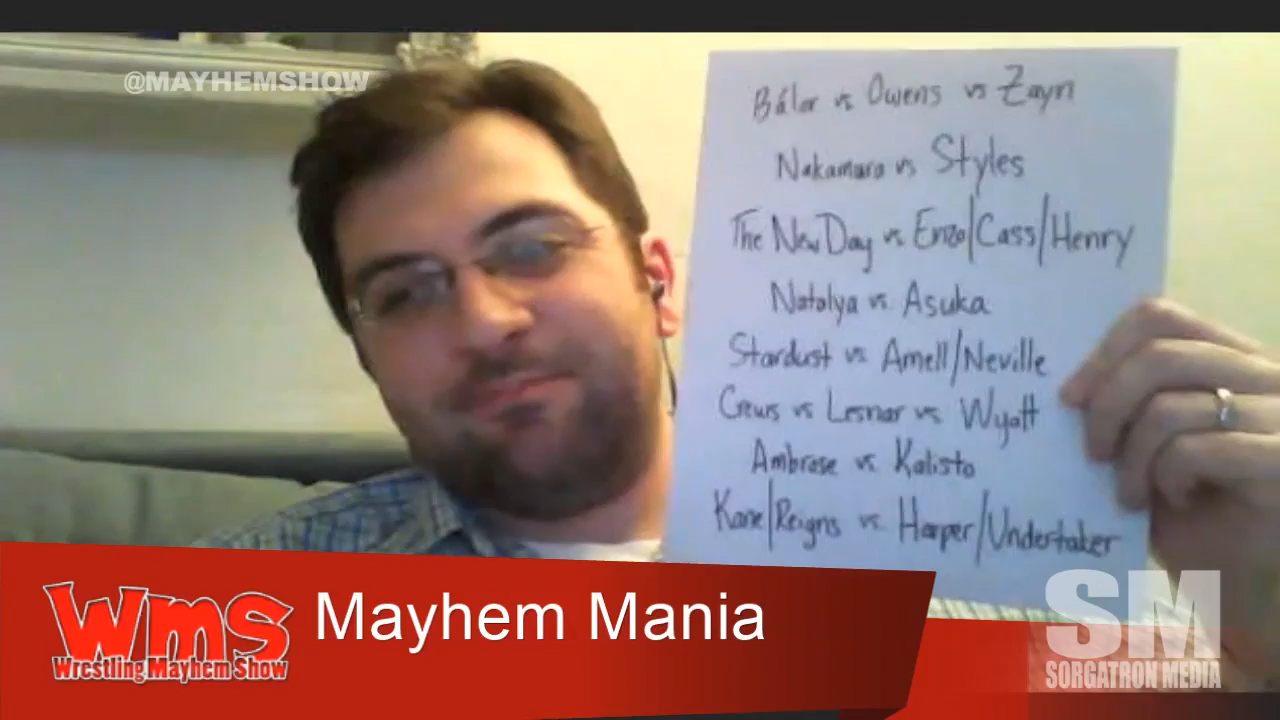 @MAYHEMSHOW
Bálor vs Owens vs Zayn
Nakamura vs Styles
The New Day vs. Enzo/Cass/Henry
Natalya vs. Asuka
Stardust vs Amell/Neville
Crews vs Lesnar vs Wyatt
Ambrose vs. Kalisto
Kane/Reigns vs. Harper/Undertaker
Wms
Wrestling Mayhem Show
Mayhem Mania
SM
SORGATRON MEDIA